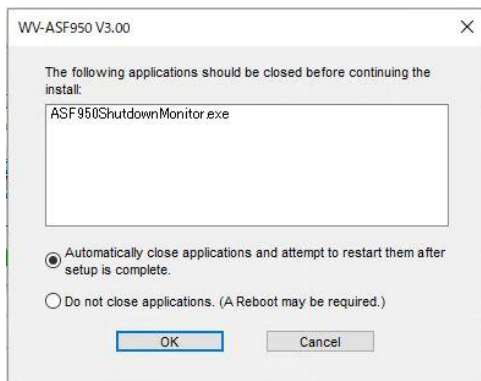 WV-ASF950 V3.00
The following applications should be closed before continuing the
install:
ASF950ShutdownMonitor.exe
Automatically close applications and attempt to restart them after
setup is complete.
Do not close applications. (A Reboot may be required.)
OK
Cancel